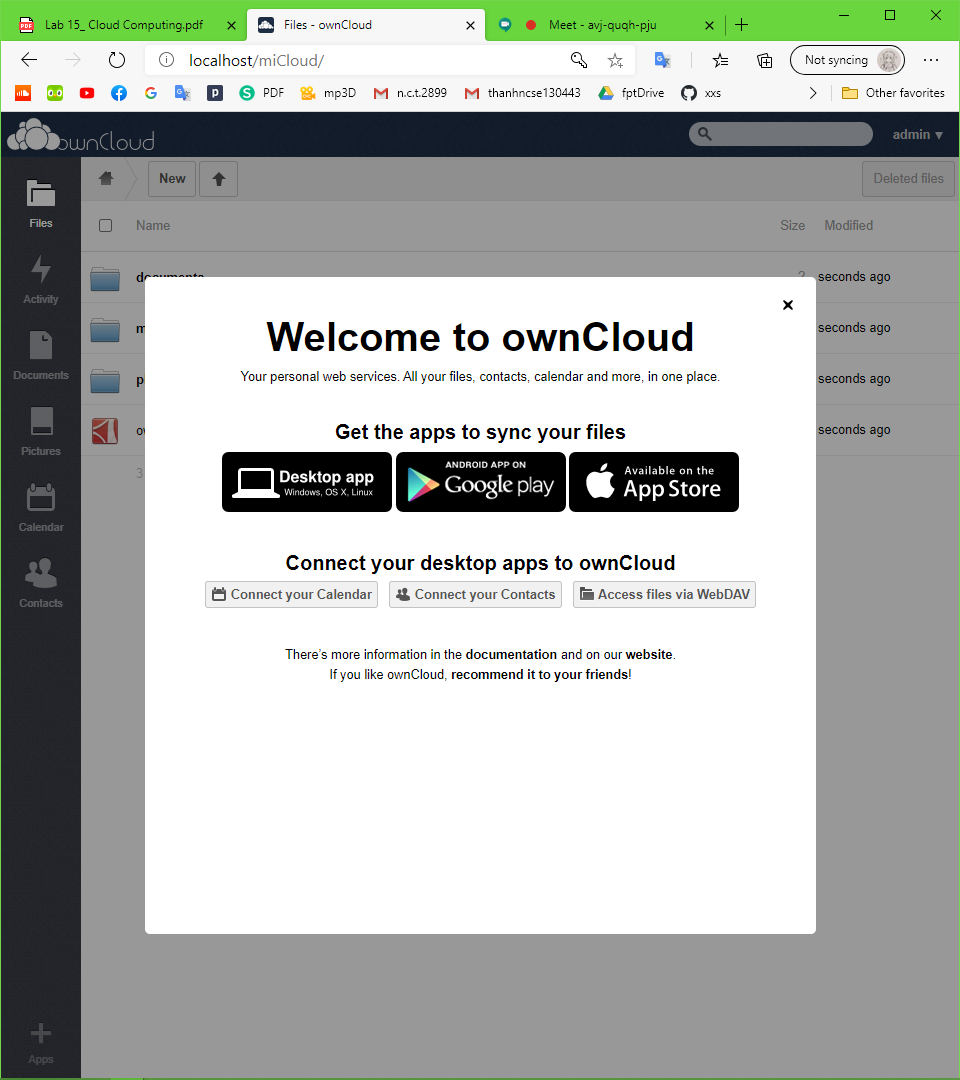 Lab 15_ Cloud Computing.pdf
Files - ownCloud
Meet - avj-quqh-pju
localhost/miCloud/
Not syncing
PDF
mp3D
n.c.t.2899
thanhncse130443
fptDrive
xxs
Other favorites
ownCloud
admin ▾
New
Deleted files
Files
Name
Size
Modified
Activity
documents
seconds ago
Welcome to ownCloud
seconds ago
Your personal web services. All your files, contacts, calendar and more, in one place.
Documents
seconds ago
Get the apps to sync your files
seconds ago
Pictures
3
Desktop app
Windows, OS X, Linux
ANDROID APP ON
Google play
Available on the
App Store
Calendar
Connect your desktop apps to ownCloud
Connect your Calendar
Connect your Contacts
Access files via WebDAV
Contacts
There's more information in the documentation and on our website.
If you like ownCloud, recommend it to your friends!
Apps